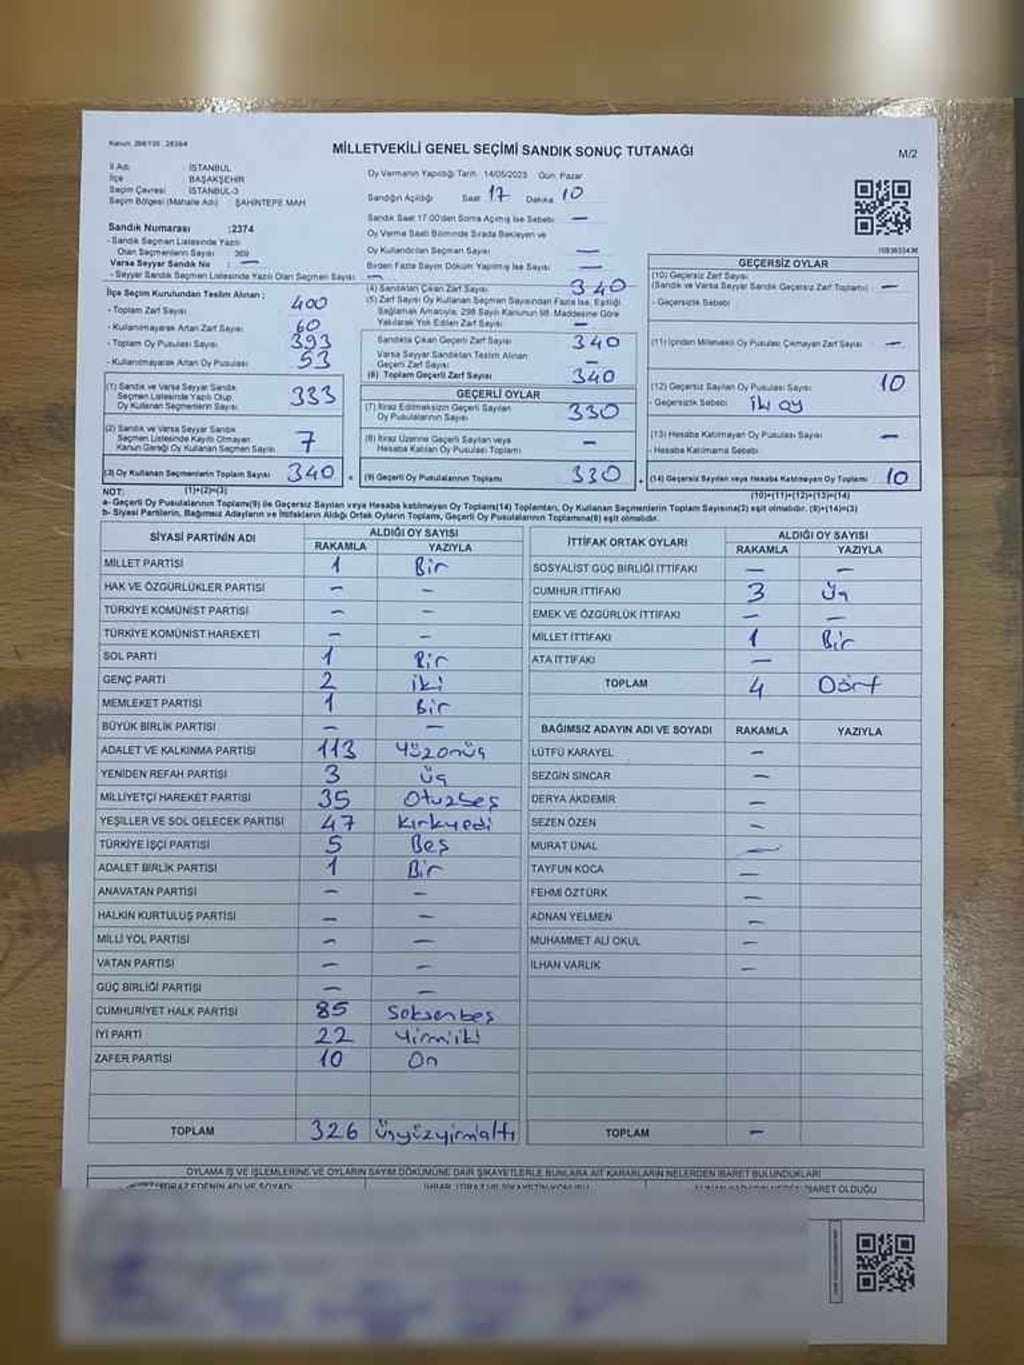 Kanun: 298/105 , 2839/4
MİLLETVEKİLİ GENEL SEÇİMİ SANDIK SONUÇ TUTANAĞI
M/2
İl Adı : İSTANBUL
İlçe : BAŞAKŞEHİR
Seçim Çevresi : İSTANBUL-3
Seçim Bölgesi (Mahalle Adı) : ŞAHİNTEPE MAH
Sandık Numarası :2374
- Sandık Seçmen Listesinde Yazılı
Olan Seçmenlerin Sayısı : 369
Varsa Seyyar Sandık No : —
- Seyyar Sandık Seçmen Listesinde Yazılı Olan Seçmen Sayısı : —
İlçe Seçim Kurulundan Teslim Alınan ;
- Toplam Zarf Sayısı 400
- Kullanılmayarak Artan Zarf Sayısı 60
- Toplam Oy Pusulası Sayısı 393
- Kullanılmayarak Artan Oy Pusulası 53
(1) Sandık ve Varsa Seyyar Sandık
Seçmen Listesinde Yazılı Olup
Oy Kullanan Seçmenlerin Sayısı 333
(2) Sandık ve Varsa Seyyar Sandık
Seçmen Listesinde Kayıtlı Olmayan
Kanun Gereği Oy Kullanan Seçmen Sayısı 7
(3) Oy Kullanan Seçmenlerin Toplam Sayısı 340
(1)+(2)=(3)
Oy Vermenin Yapıldığı Tarih : 14/05/2023 Gün: Pazar
Sandığın Açıldığı Saat 17 Dakika 10
Sandık Saat 17:00'den Sonra Açılmış İse Sebebi : —
Oy Verme Saati Bitiminde Sırada Bekleyen ve
Oy Kullandırılan Seçmen Sayısı —
Birden Fazla Sayım Döküm Yapılmış İse Sayısı —
(4) Sandıktan Çıkan Zarf Sayısı 340
(5) Zarf Sayısı Oy Kullanan Seçmen Sayısından Fazla İse, Eşitliği
Sağlamak Amacıyla; 298 Sayılı Kanunun 98. Maddesine Göre
Yakılarak Yok Edilen Zarf Sayısı —
Sandıkta Çıkan Geçerli Zarf Sayısı 340
Varsa Seyyar Sandıktan Teslim Alınan
Geçerli Zarf Sayısı —
(6) Toplam Geçerli Zarf Sayısı 340
GEÇERLİ OYLAR
(7) İtiraz Edilmeksizin Geçerli Sayılan
Oy Pusulalarının Sayısı 330
(8) İtiraz Üzerine Geçerli Sayılan veya
Hesaba Katılan Oy Pusulası Toplamı —
(9) Geçerli Oy Pusulalarının Toplamı 330
1093633436
GEÇERSİZ OYLAR
(10) Geçersiz Zarf Sayısı
(Sandık ve Varsa Seyyar Sandık Geçersiz Zarf Toplamı) —
- Geçersizlik Sebebi :
(11) İçinden Milletvekili Oy Pusulası Çıkmayan Zarf Sayısı —
(12) Geçersiz Sayılan Oy Pusulası Sayısı 10
- Geçersizlik Sebebi : iki oy
(13) Hesaba Katılmayan Oy Pusulası Sayısı —
- Hesaba Katılmama Sebebi :
(14) Geçersiz Sayılan veya Hesaba Katılmayan Oy Toplamı 10
(10)+(11)+(12)+(13)=(14)
NOT:
a- Geçerli Oy Pusulalarının Toplamı(9) ile Geçersiz Sayılan veya Hesaba katılmayan Oy Toplam(14) Toplamları, Oy Kullanan Seçmenlerin Toplam Sayısına(3) eşit olmalıdır. (9)+(14)=(3)
b- Siyasi Partilerin, Bağımsız Adayların ve İttifakların Aldığı Oyların Toplamı, Geçerli Oy Pusulalarının Toplamına(9) eşit olmalıdır.
SİYASİ PARTİNİN ADI ALDIĞI OY SAYISI
RAKAMLA YAZIYLA
MİLLET PARTİSİ 1 Bir
HAK VE ÖZGÜRLÜKLER PARTİSİ — —
TÜRKİYE KOMÜNİST PARTİSİ — —
TÜRKİYE KOMÜNİST HAREKETİ — —
SOL PARTİ 1 Bir
GENÇ PARTİ 2 iki
MEMLEKET PARTİSİ 1 Bir
BÜYÜK BİRLİK PARTİSİ — —
ADALET VE KALKINMA PARTİSİ 113 Yüzonüç
YENİDEN REFAH PARTİSİ 3 Üç
MİLLİYETÇİ HAREKET PARTİSİ 35 Otuzbeş
YEŞİLLER VE SOL GELECEK PARTİSİ 47 Kırkyedi
TÜRKİYE İŞÇİ PARTİSİ 5 Beş
ADALET BİRLİK PARTİSİ 1 Bir
ANAVATAN PARTİSİ — —
HALKIN KURTULUŞ PARTİSİ — —
MİLLİ YOL PARTİSİ — —
VATAN PARTİSİ — —
GÜÇ BİRLİĞİ PARTİSİ — —
CUMHURİYET HALK PARTİSİ 85 Seksenbeş
İYİ PARTİ 22 Yirmiiki
ZAFER PARTİSİ 10 On
TOPLAM 326 Üçyüzyirmialtı
İTTİFAK ORTAK OYLARI ALDIĞI OY SAYISI
RAKAMLA YAZIYLA
SOSYALİST GÜÇ BİRLİĞİ İTTİFAKI — —
CUMHUR İTTİFAKI 3 Üç
EMEK VE ÖZGÜRLÜK İTTİFAKI — —
MİLLET İTTİFAKI 1 Bir
ATA İTTİFAKI —
TOPLAM 4 Dört
BAĞIMSIZ ADAYIN ADI VE SOYADI RAKAMLA YAZIYLA
LÜTFÜ KARAYEL —
SEZGİN SİNCAR —
DERYA AKDEMİR —
SEZEN ÖZEN —
MURAT ÜNAL —
TAYFUN KOCA —
FEHMİ ÖZTÜRK —
ADNAN YELMEN —
MUHAMMET ALİ OKUL —
İLHAN VARLIK —
TOPLAM —
OYLAMA İŞ VE İŞLEMLERİNE VE OYLARIN SAYIM DÖKÜMÜNE DAİR ŞİKAYETLERLE BUNLARA AİT KARARLARIN NELERDEN İBARET BULUNDUKLARI